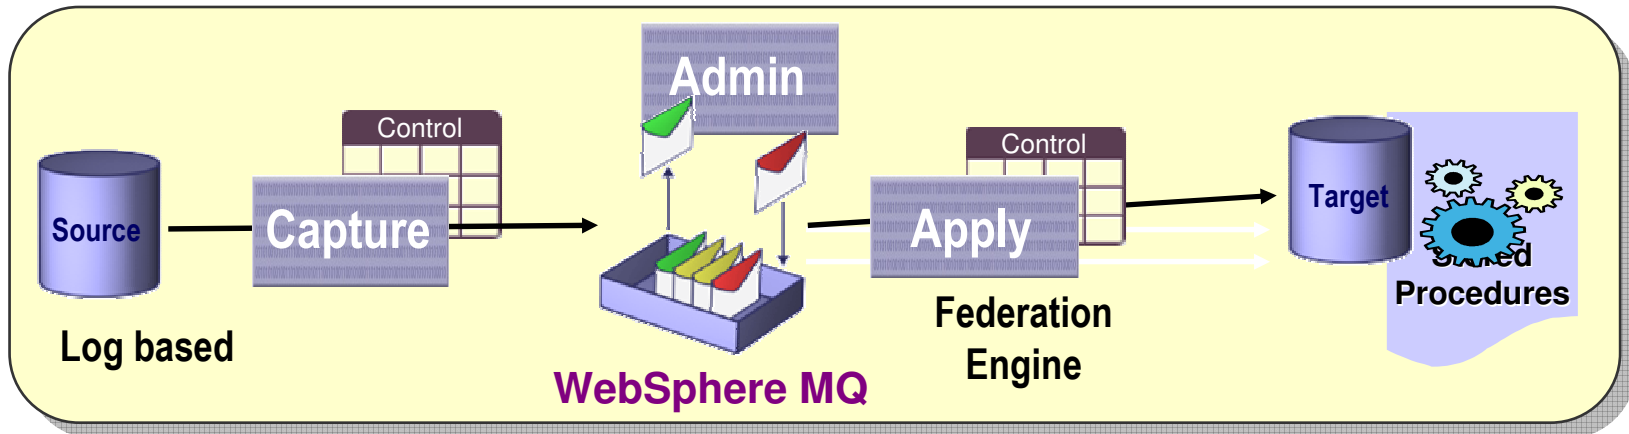 Admin
Control
Control
Source
Capture
Apply
Target
Procedures
Log based
Federation
Engine
WebSphere MQ